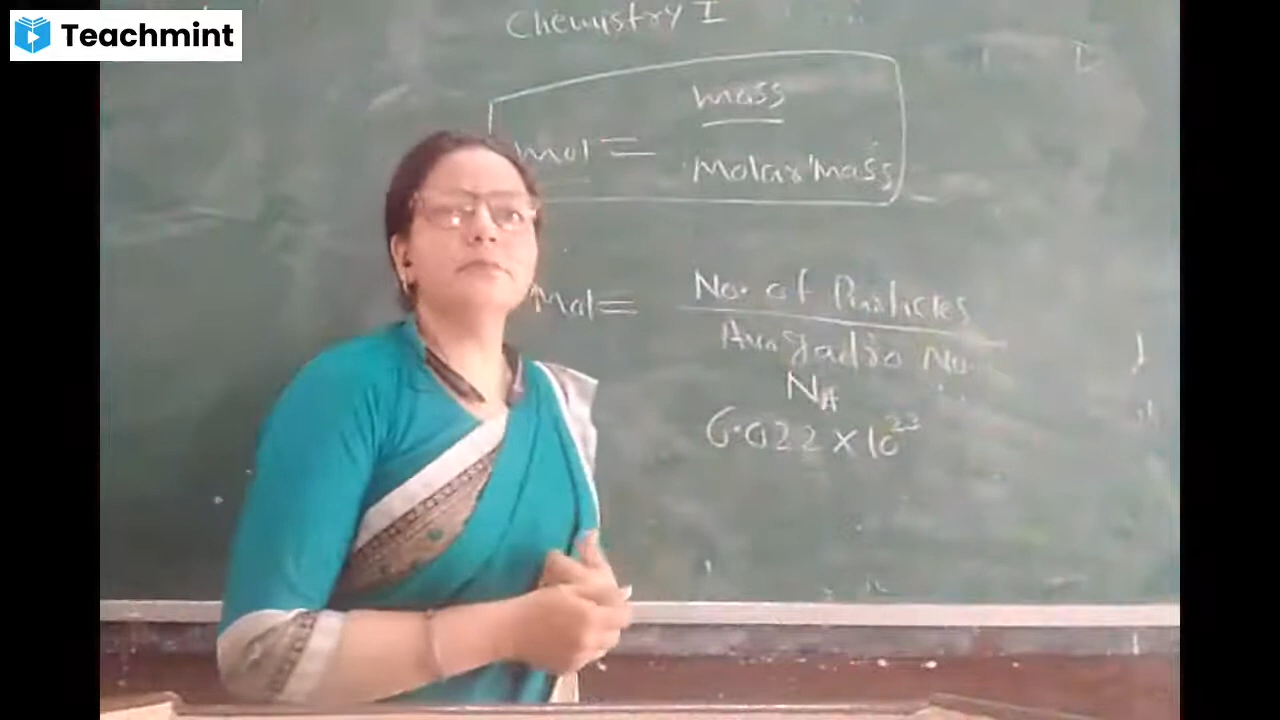 Teachmint
Chemistry I
mol = mass
Molar mass
Mol = No. of Particles
Avogadro No.
NA
6.022 × 10²³